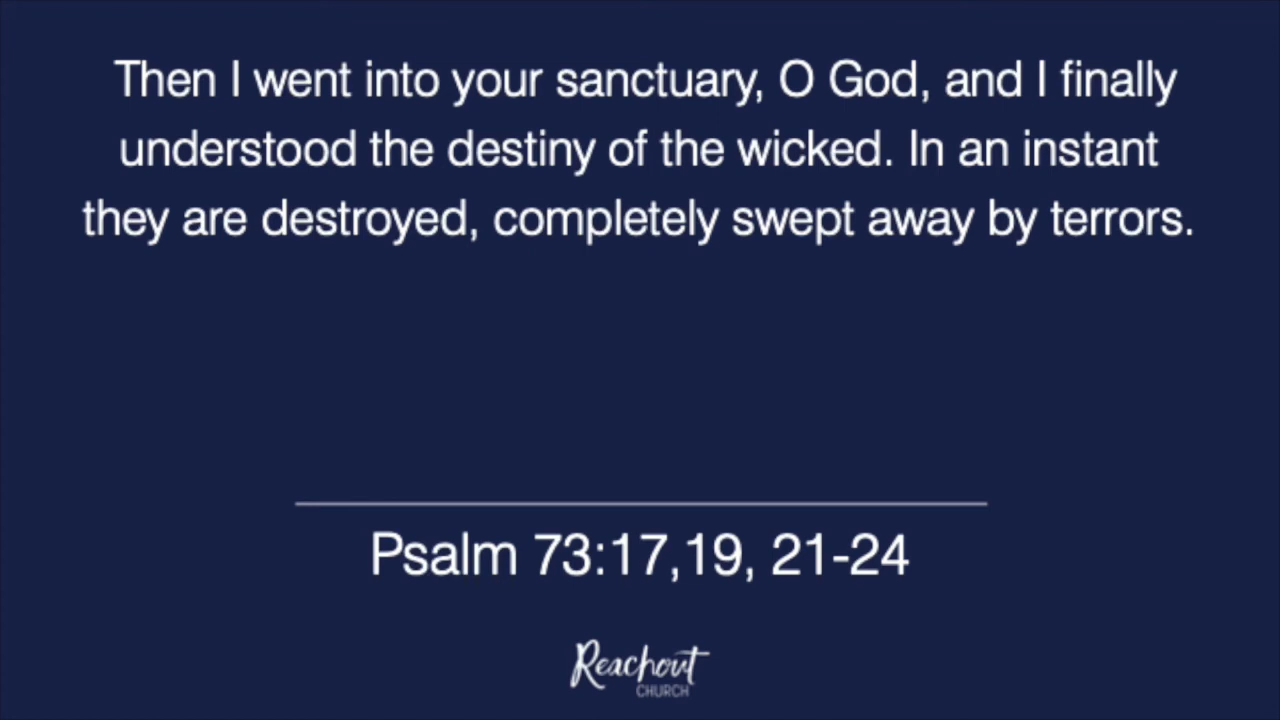 Then I went into your sanctuary, O God, and I finally
understood the destiny of the wicked. In an instant
they are destroyed, completely swept away by terrors.
Psalm 73:17,19, 21-24
Reachout
CHURCH